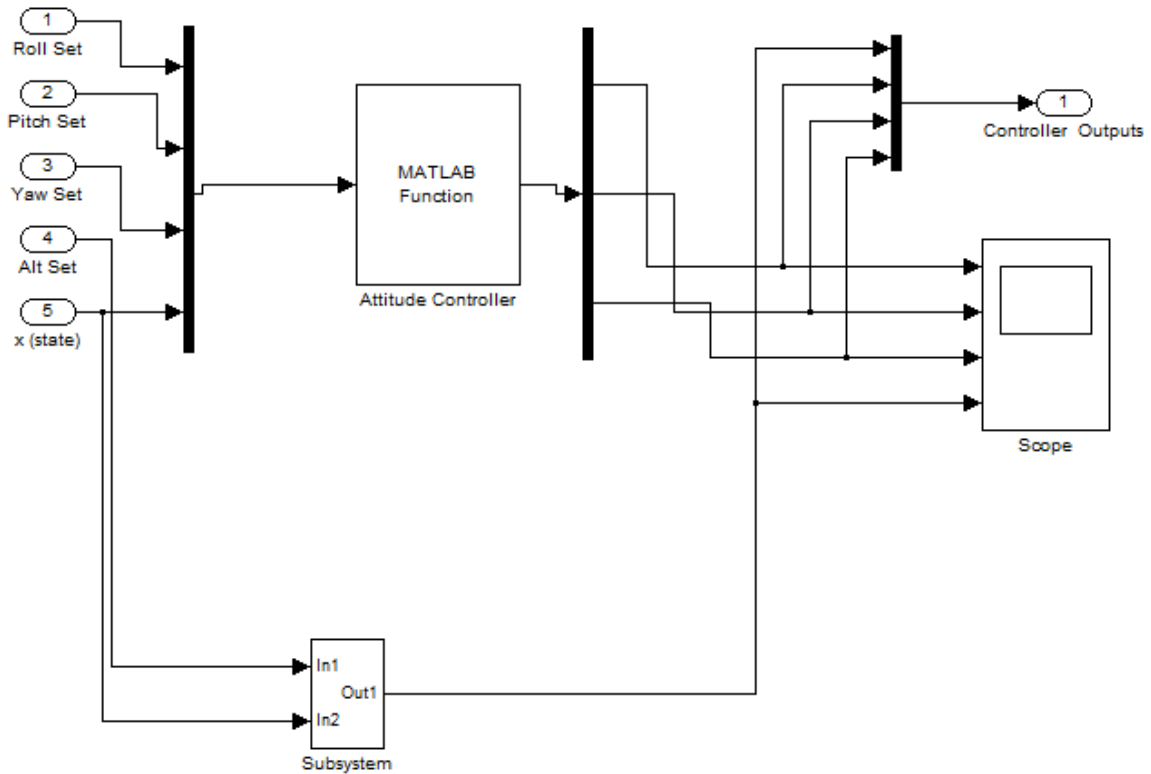 1
Roll Set
2
Pitch Set
3
Yaw Set
4
Alt Set
5
x (state)
MATLAB
Function
Attitude Controller
1
Controller Outputs
Scope
In1
Out1
In2
Subsystem